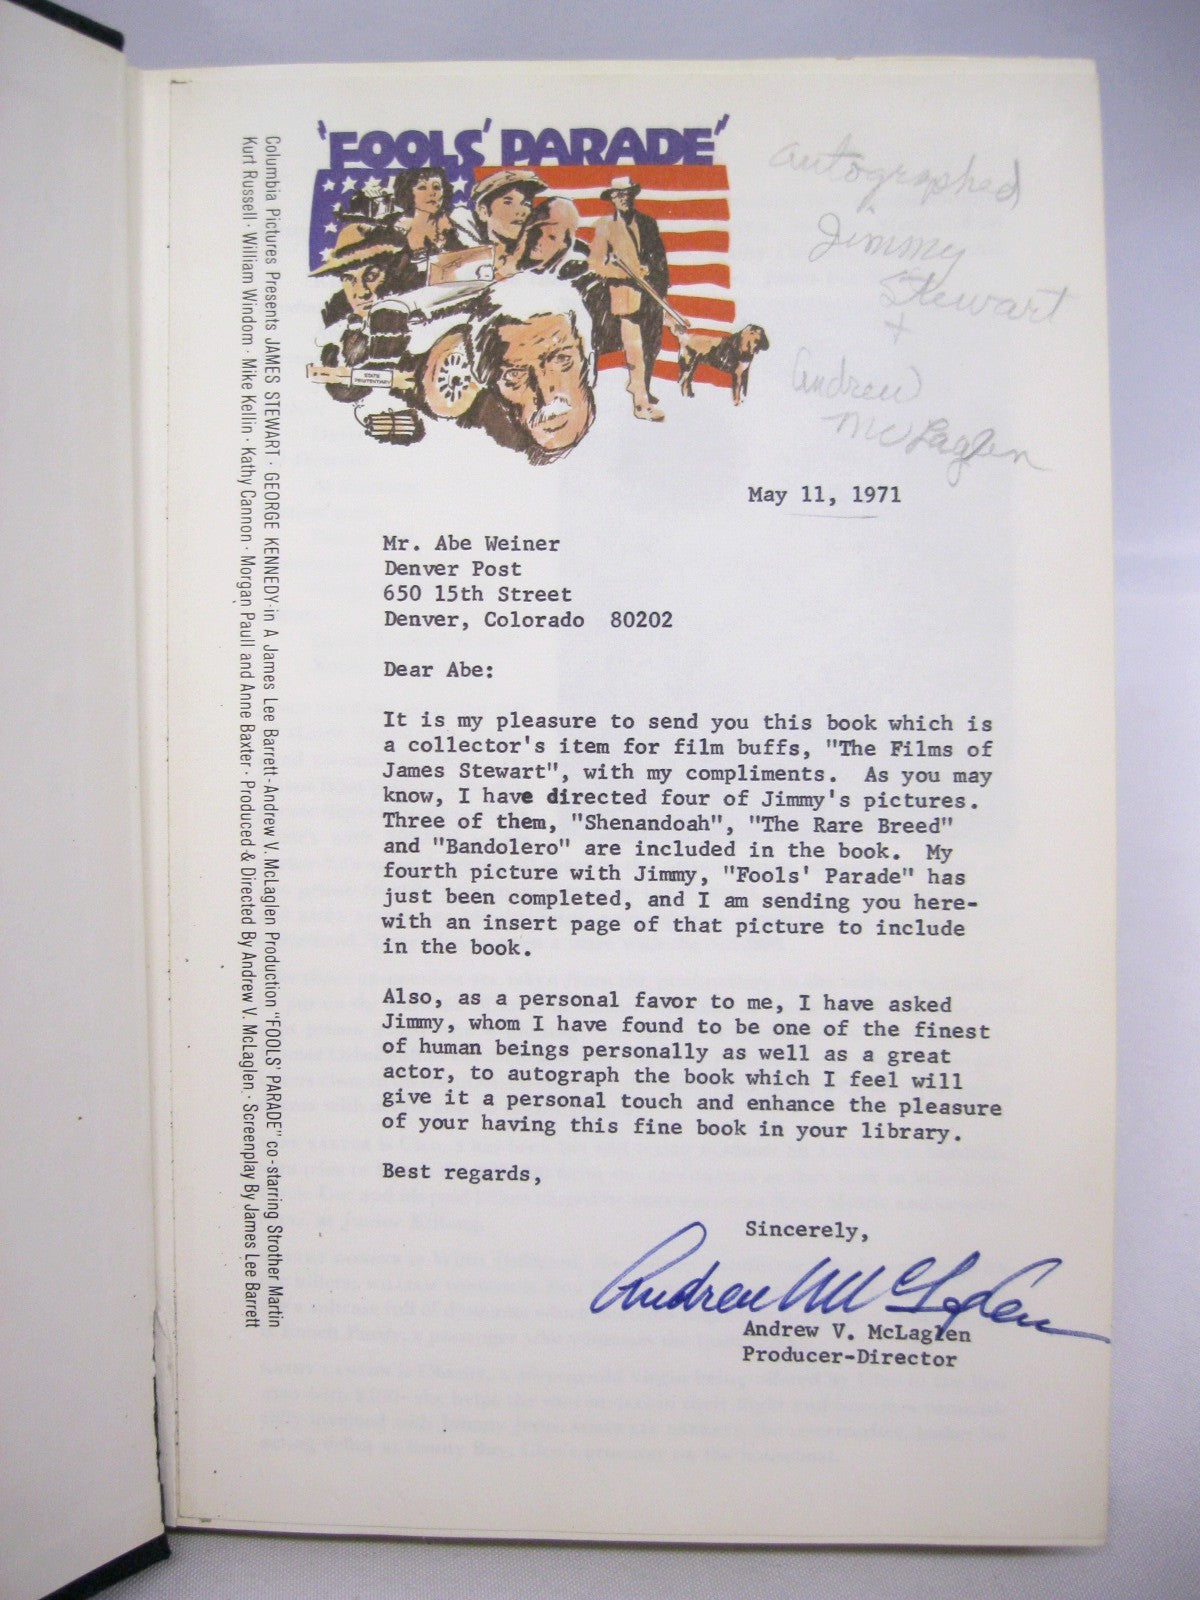 'FOOLS' PARADE'
STATE
PENITENTIARY
autographed
Jimmy
Stewart
+
Andrew
McLaglen
Columbia Pictures Presents JAMES STEWART · GEORGE KENNEDY · in A James Lee Barrett-Andrew V. McLaglen Production "FOOLS' PARADE" co-starring Strother Martin
Kurt Russell · William Windom · Mike Kellin · Kathy Cannon · Morgan Paull and Anne Baxter · Produced & Directed By Andrew V. McLaglen · Screenplay By James Lee Barrett
May 11, 1971
Mr. Abe Weiner
Denver Post
650 15th Street
Denver, Colorado 80202
Dear Abe:
It is my pleasure to send you this book which is
a collector's item for film buffs, "The Films of
James Stewart", with my compliments. As you may
know, I have directed four of Jimmy's pictures.
Three of them, "Shenandoah", "The Rare Breed"
and "Bandolero" are included in the book. My
fourth picture with Jimmy, "Fools' Parade" has
just been completed, and I am sending you here-
with an insert page of that picture to include
in the book.
Also, as a personal favor to me, I have asked
Jimmy, whom I have found to be one of the finest
of human beings personally as well as a great
actor, to autograph the book which I feel will
give it a personal touch and enhance the pleasure
of your having this fine book in your library.
Best regards,
Sincerely,
Andrew McLaglen
Andrew V. McLaglen
Producer-Director